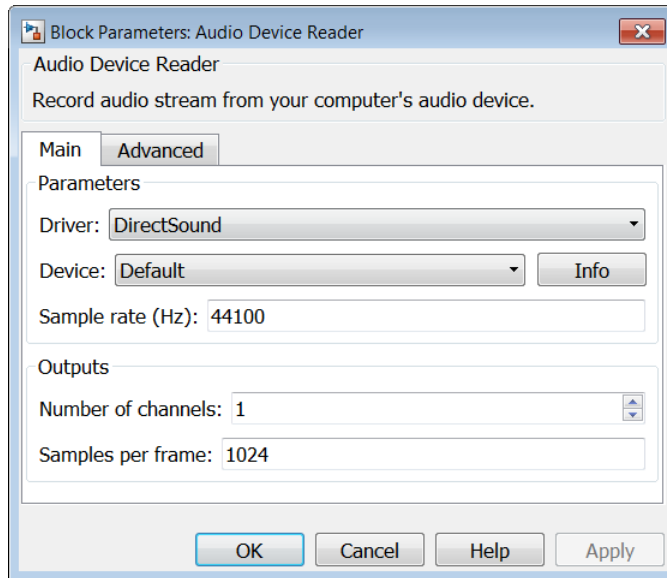 Block Parameters: Audio Device Reader
Audio Device Reader
Record audio stream from your computer's audio device.
Main Advanced
Parameters
Driver: DirectSound
Device: Default Info
Sample rate (Hz): 44100
Outputs
Number of channels: 1
Samples per frame: 1024
OK Cancel Help Apply